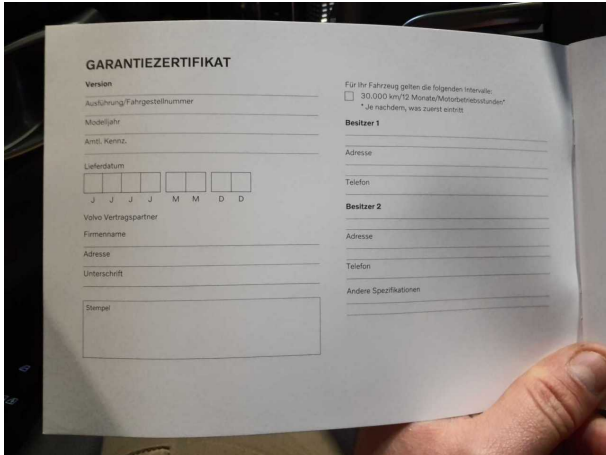 GARANTIEZERTIFIKAT
Version
Ausführung/Fahrgestellnummer
Modelljahr
Amtl. Kennz.
Lieferdatum
J J J J M M D D
Volvo Vertragspartner
Firmenname
Adresse
Unterschrift
Stempel
Für Ihr Fahrzeug gelten die folgenden Intervalle:
30.000 km/12 Monate/Motorbetriebsstunden*
* Je nachdem, was zuerst eintritt
Besitzer 1
Adresse
Telefon
Besitzer 2
Adresse
Telefon
Andere Spezifikationen